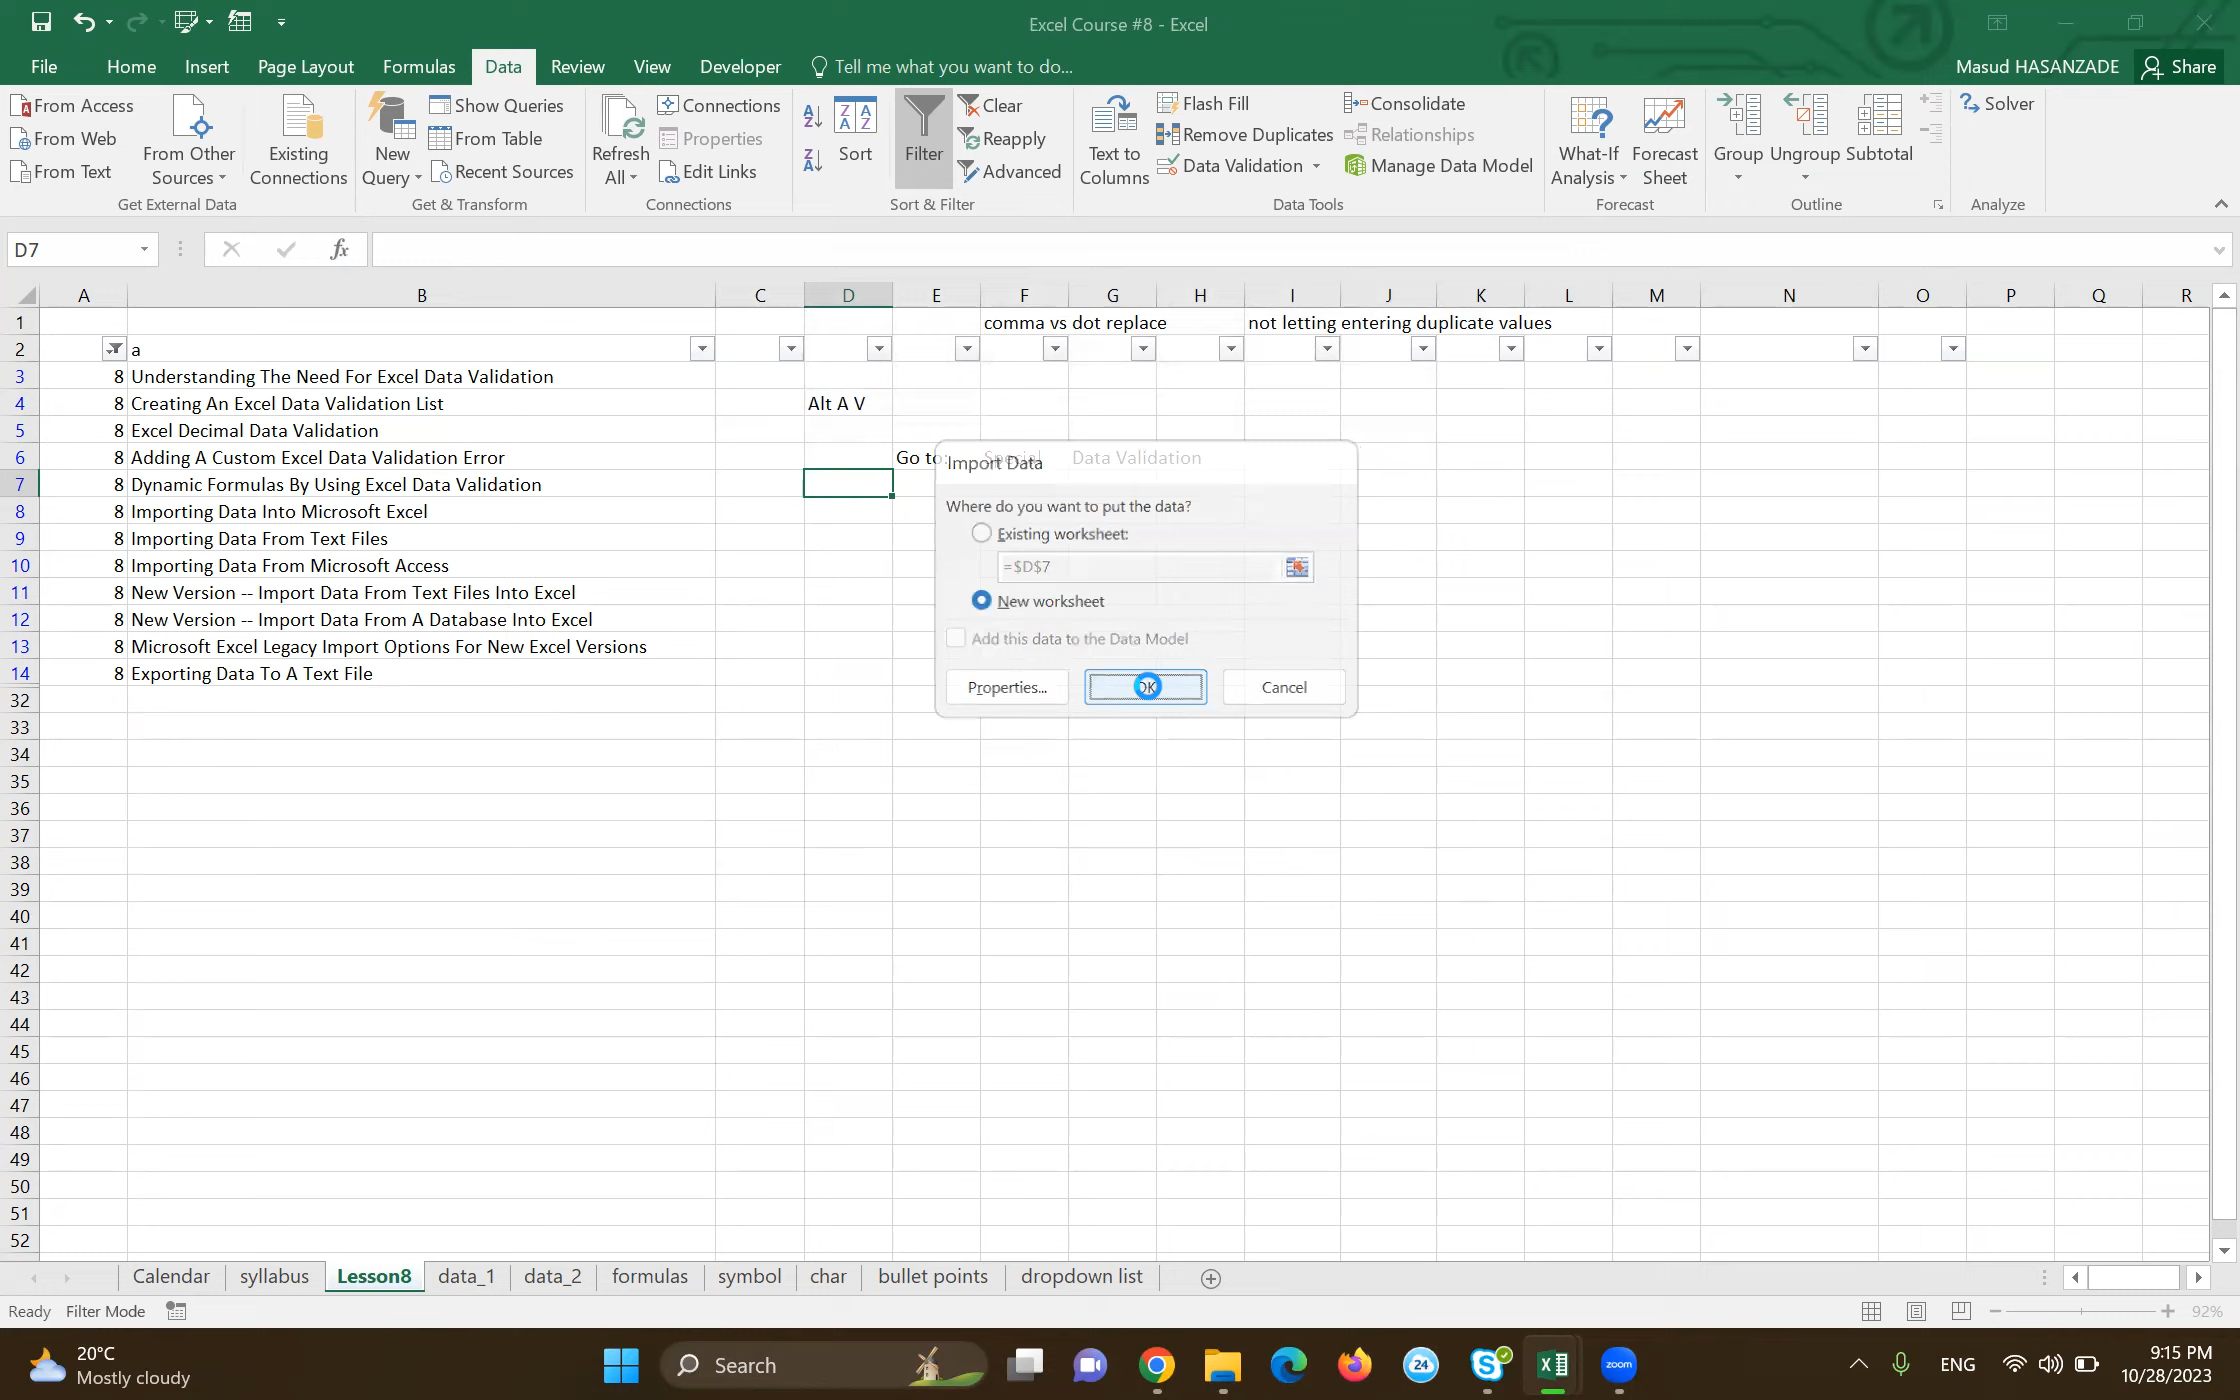 Excel Course #8 - Excel
File Home Insert Page Layout Formulas Data Review View Developer Tell me what you want to do... Masud HASANZADE Share
From Access
From Web
From Text
From Other Sources
Existing Connections
Get External Data
New Query
Show Queries
From Table
Recent Sources
Get & Transform
Refresh All
Connections
Properties
Edit Links
Connections
Sort
Filter
Clear
Reapply
Advanced
Sort & Filter
Text to Columns
Flash Fill
Remove Duplicates
Data Validation
Consolidate
Relationships
Manage Data Model
Data Tools
What-If Analysis
Forecast Sheet
Forecast
Group
Ungroup
Subtotal
Outline
Solver
Analyze
D7 fx
A B C D E F G H I J K L M N O P Q R
1 comma vs dot replace not letting entering duplicate values
2 a
3 8 Understanding The Need For Excel Data Validation
4 8 Creating An Excel Data Validation List Alt A V
5 8 Excel Decimal Data Validation
6 8 Adding A Custom Excel Data Validation Error Go to: Special Data Validation
7 8 Dynamic Formulas By Using Excel Data Validation
8 8 Importing Data Into Microsoft Excel
9 8 Importing Data From Text Files
10 8 Importing Data From Microsoft Access
11 8 New Version -- Import Data From Text Files Into Excel
12 8 New Version -- Import Data From A Database Into Excel
13 8 Microsoft Excel Legacy Import Options For New Excel Versions
14 8 Exporting Data To A Text File
32
33
34
35
36
37
38
39
40
41
42
43
44
45
46
47
48
49
50
51
52
Import Data
Where do you want to put the data?
Existing worksheet:
=$D$7
New worksheet
Add this data to the Data Model
Properties... OK Cancel
Calendar syllabus Lesson8 data_1 data_2 formulas symbol char bullet points dropdown list
Ready Filter Mode 92%
20°C
Mostly cloudy
Search
24
zoom
ENG
9:15 PM
10/28/2023